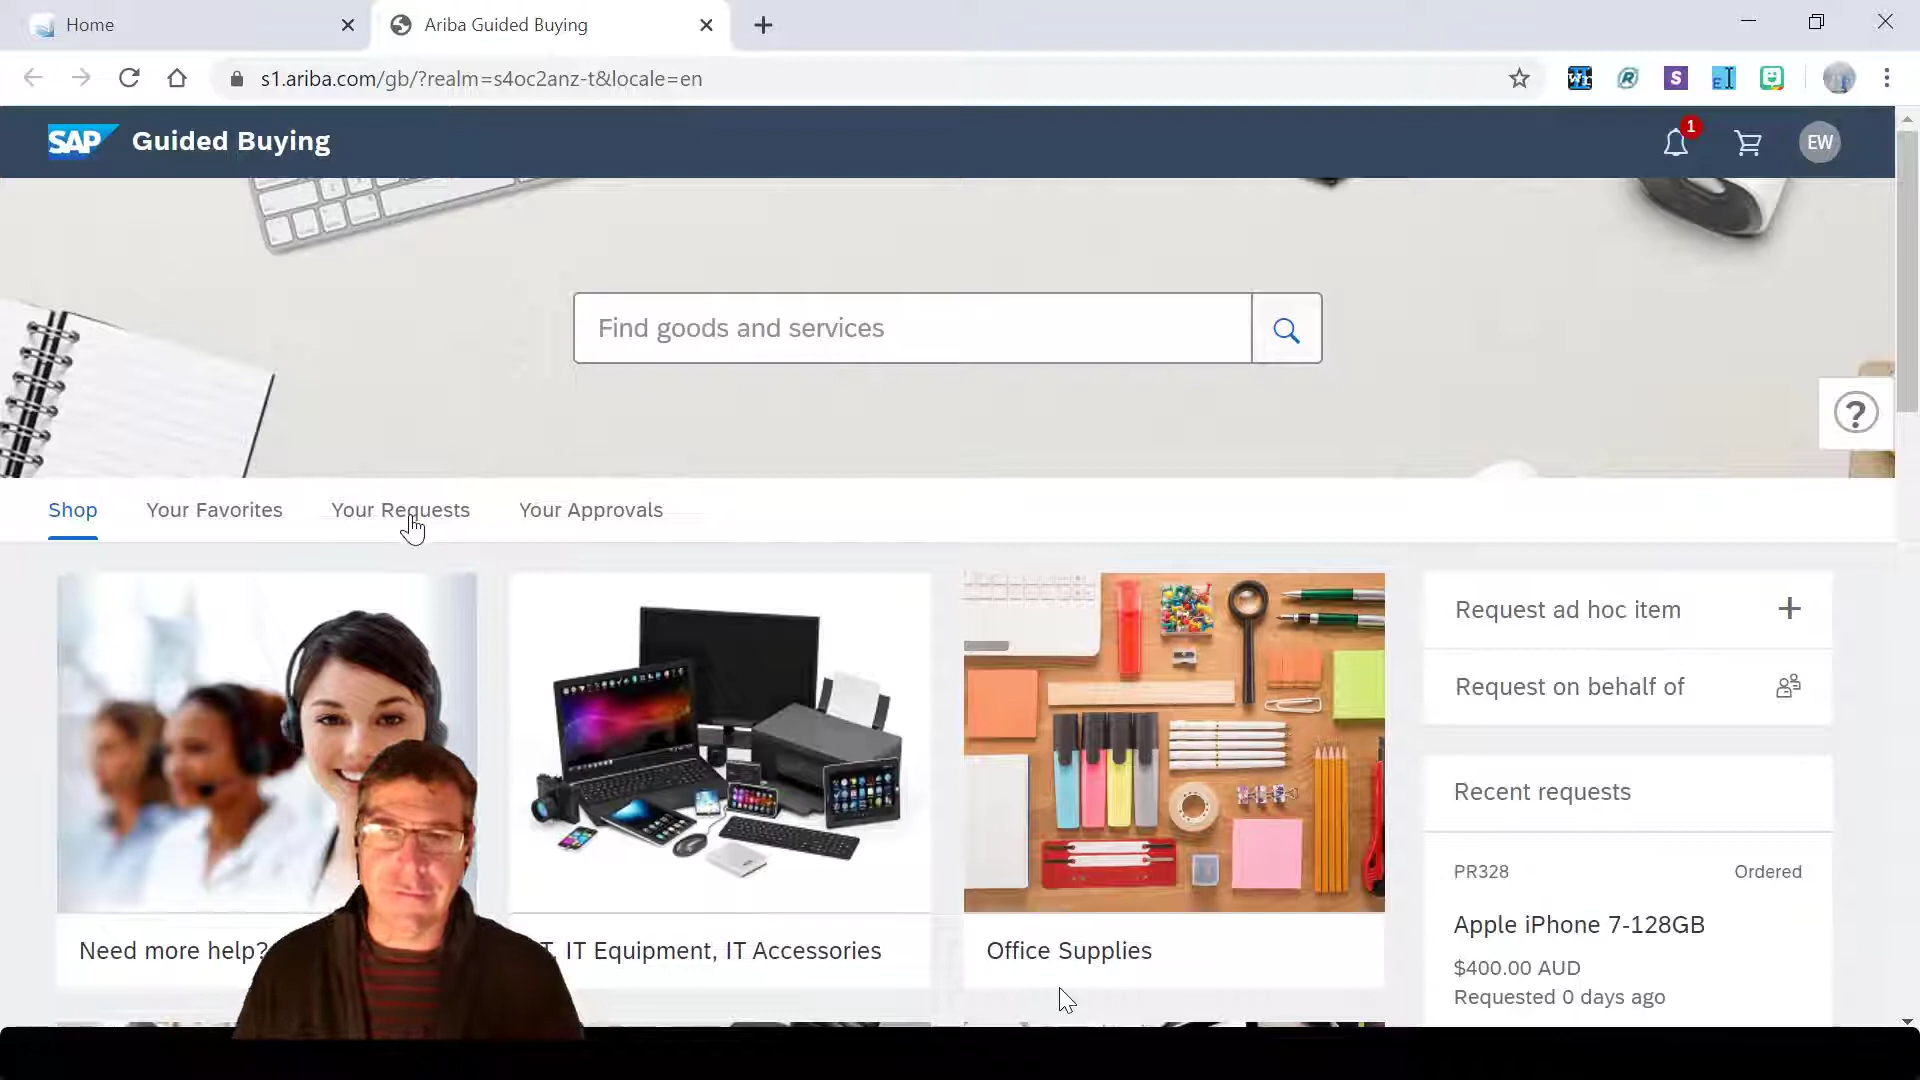 Home
Ariba Guided Buying
s1.ariba.com/gb/?realm=s4oc2anz-t&locale=en
SAP Guided Buying
1
EW
Find goods and services
?
Shop
Your Favorites
Your Requests
Your Approvals
Request ad hoc item
Request on behalf of
Recent requests
PR328
Ordered
Apple iPhone 7-128GB
$400.00 AUD
Requested 0 days ago
Need more help?
IT Equipment, IT Accessories
Office Supplies